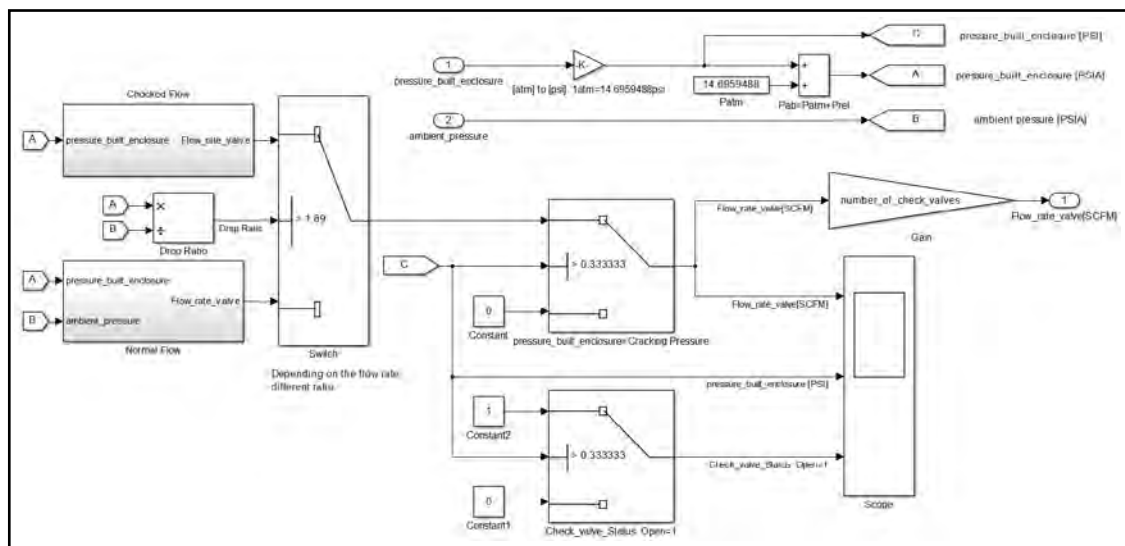 C
pressure_built_enclosure [PSI]
1
-K-
pressure_built_enclosure
[atm] to [psi]. 1atm=14.6959488psi
14.6959488
Patm
+
+
Pab=Patm+Prel
A
pressure_built_enclosure [PSIA]
2
ambient_pressure
B
ambient pressure [PSIA]
Chocked Flow
A
pressure_built_enclosure
Flow_rate_valve
A
B
×
÷
Drop Ratio
Drop Ratio
> 1.89
A
B
pressure_built_enclosure
ambient_pressure
Flow_rate_valve
Normal Flow
Switch
Depending on the flow rate
different ratio
C
> 0.333333
0
Constant
pressure_built_enclosure>Cracking Pressure
Flow_rate_valve[SCFM]
number_of_check_valves
Gain
1
Flow_rate_valve[SCFM]
Flow_rate_valve[SCFM]
pressure_built_enclosure [PSI]
1
Constant2
> 0.333333
0
Constant1
Check_valve_Status Open=1
Check_valve_Status Open=1
Scope